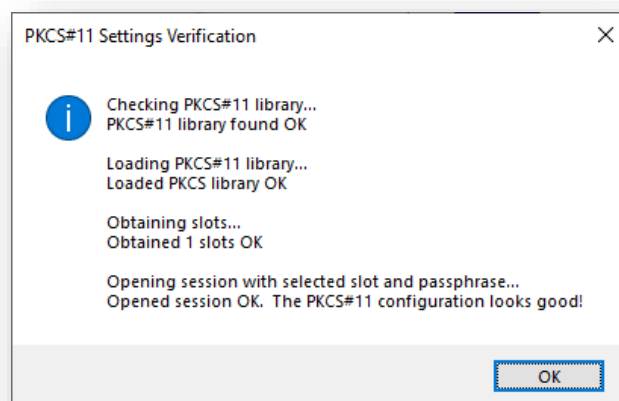 PKCS#11 Settings Verification
Checking PKCS#11 library...
PKCS#11 library found OK
Loading PKCS#11 library...
Loaded PKCS library OK
Obtaining slots...
Obtained 1 slots OK
Opening session with selected slot and passphrase...
Opened session OK.  The PKCS#11 configuration looks good!
OK